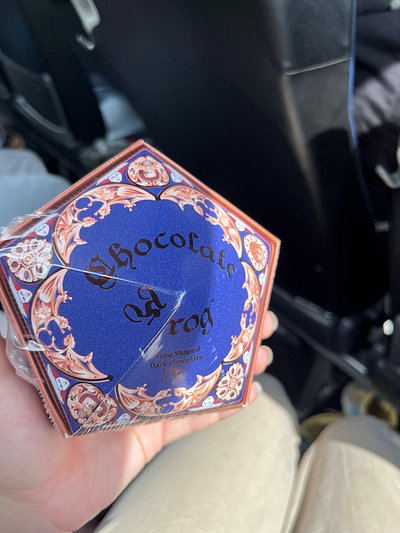 Chocolate
Frog
Frog Shaped
Dark Chocolate